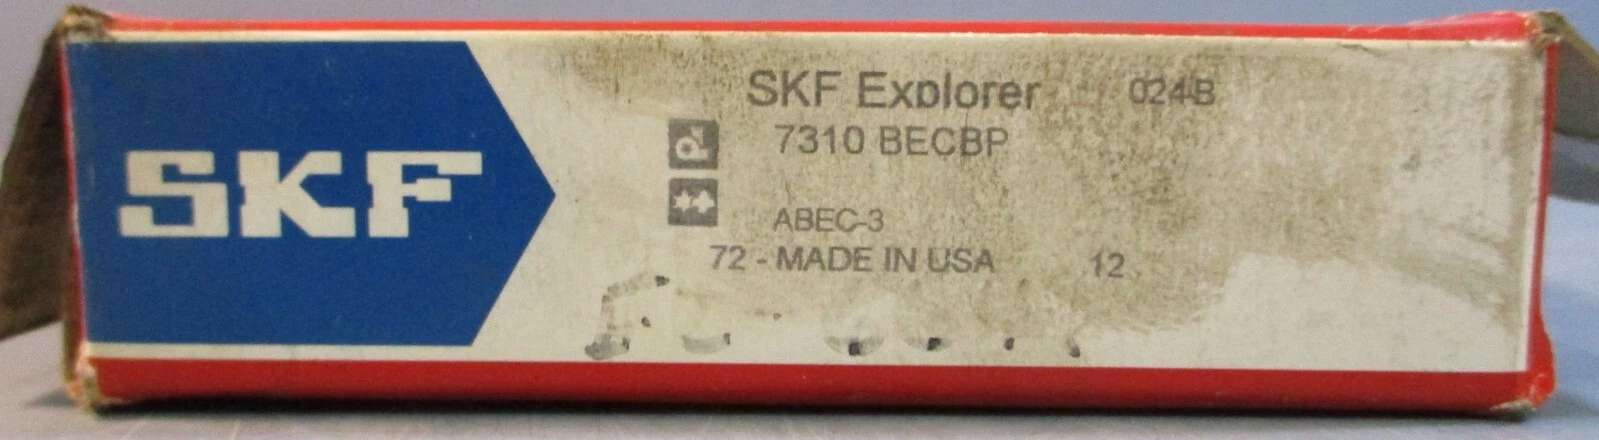 SKF
SKF Explorer 024B
7310 BECBP
ABEC-3
72 - MADE IN USA 12